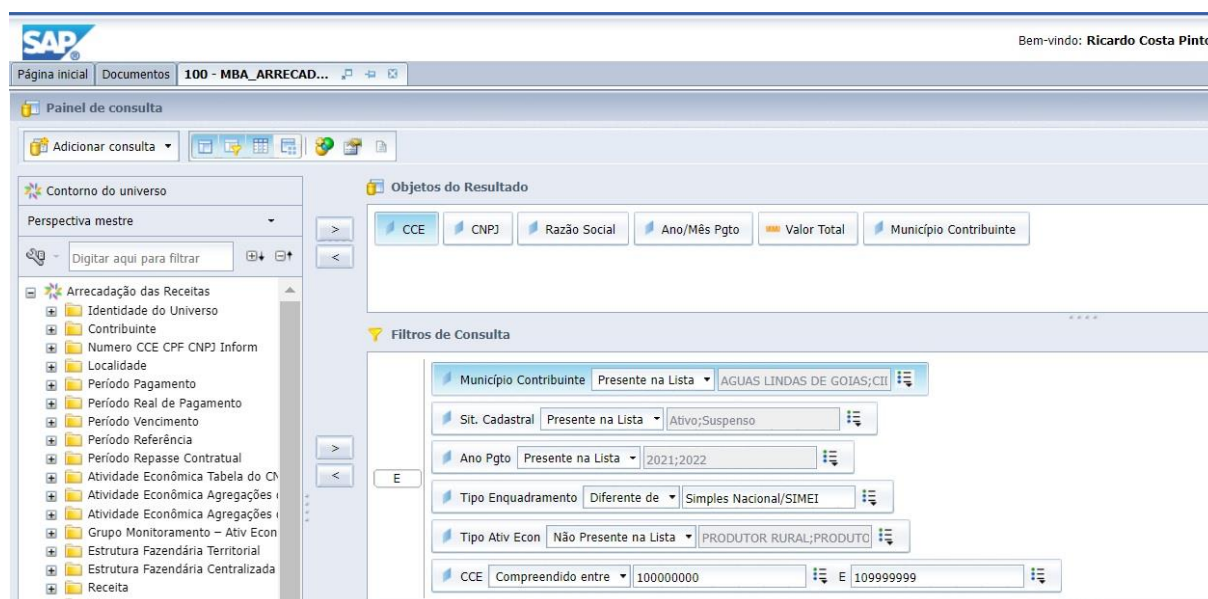 SAP
Bem-vindo: Ricardo Costa Pinto
Página inicial Documentos 100 - MBA_ARRECAD...
Painel de consulta
Adicionar consulta
Contorno do universo
Perspectiva mestre
Digitar aqui para filtrar
Arrecadação das Receitas
Identidade do Universo
Contribuinte
Numero CCE CPF CNPJ Inform
Localidade
Período Pagamento
Período Real de Pagamento
Período Vencimento
Período Referência
Período Repasse Contratual
Atividade Econômica Tabela do CN
Atividade Econômica Agregações
Atividade Econômica Agregações
Grupo Monitoramento – Ativ Econ
Estrutura Fazendária Territorial
Estrutura Fazendária Centralizada
Receita
>
<
>
<
Objetos do Resultado
CCE CNPJ Razão Social Ano/Mês Pgto Valor Total Município Contribuinte
Filtros de Consulta
E
Município Contribuinte Presente na Lista AGUAS LINDAS DE GOIAS;CI
Sit. Cadastral Presente na Lista Ativo;Suspenso
Ano Pgto Presente na Lista 2021;2022
Tipo Enquadramento Diferente de Simples Nacional/SIMEI
Tipo Ativ Econ Não Presente na Lista PRODUTOR RURAL;PRODUTO
CCE Compreendido entre 100000000 E 109999999